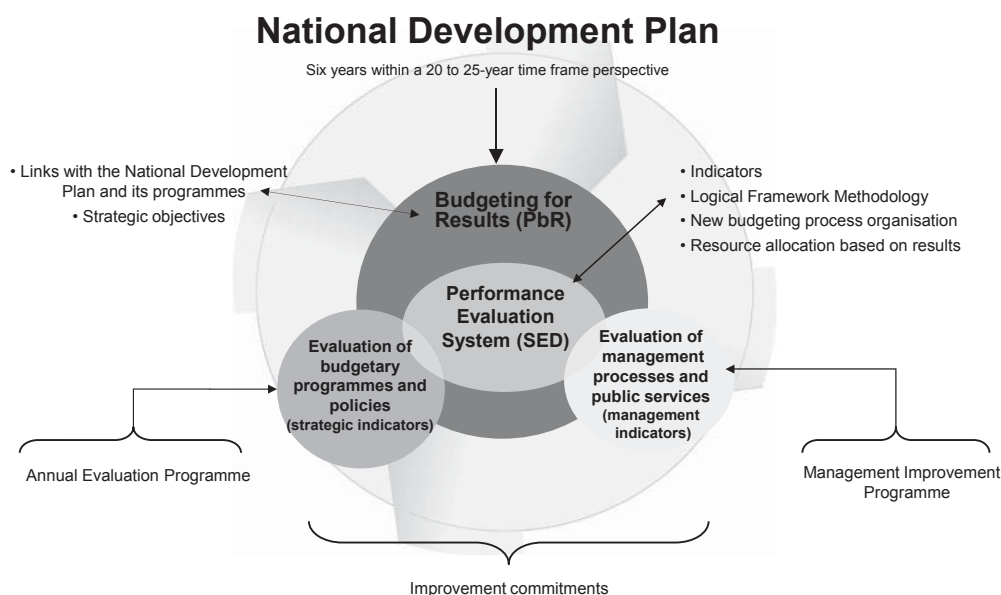 National Development Plan
Six years within a 20 to 25-year time frame perspective
• Links with the National Development
Plan and its programmes
• Strategic objectives
• Indicators
• Logical Framework Methodology
• New budgeting process organisation
• Resource allocation based on results
Budgeting for
Results (PbR)
Performance
Evaluation
System (SED)
Evaluation of
budgetary
programmes and
policies
(strategic indicators)
Evaluation of
management
processes and
public services
(management
indicators)
Annual Evaluation Programme
Management Improvement
Programme
Improvement commitments